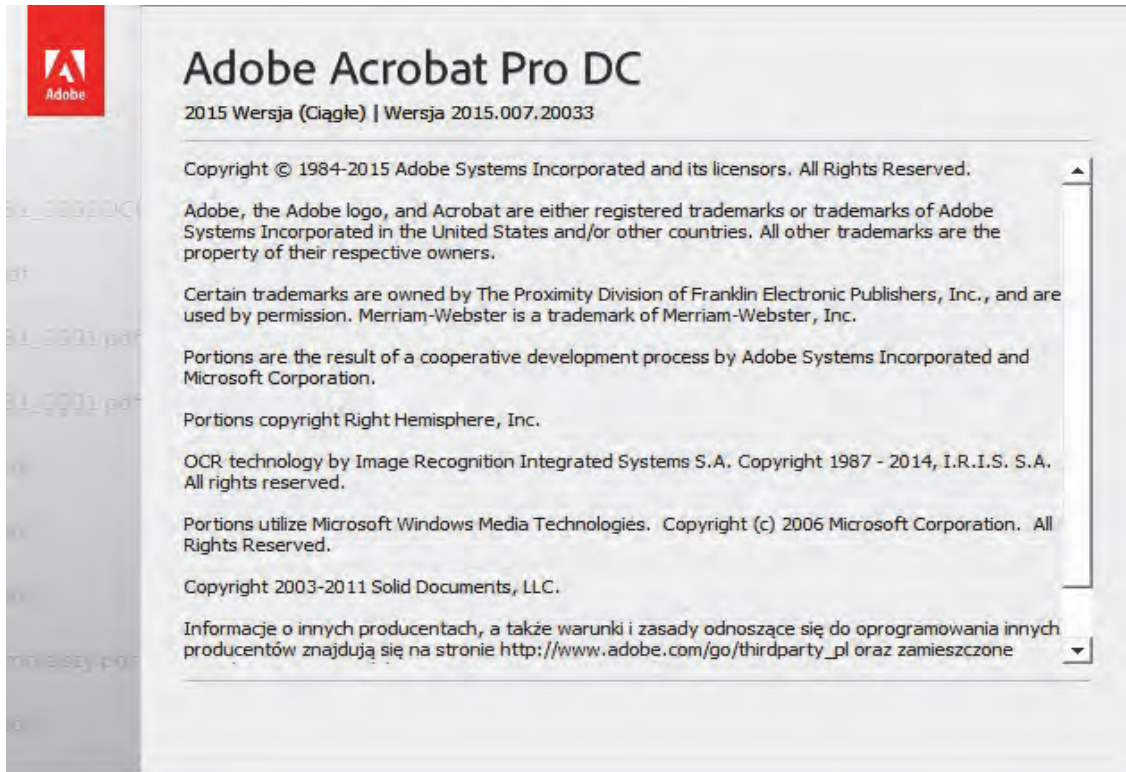 Adobe
Adobe Acrobat Pro DC
2015 Wersja (Ciągłe) | Wersja 2015.007.20033
Copyright © 1984-2015 Adobe Systems Incorporated and its licensors. All Rights Reserved.
Adobe, the Adobe logo, and Acrobat are either registered trademarks or trademarks of Adobe
Systems Incorporated in the United States and/or other countries. All other trademarks are the
property of their respective owners.
Certain trademarks are owned by The Proximity Division of Franklin Electronic Publishers, Inc., and are
used by permission. Merriam-Webster is a trademark of Merriam-Webster, Inc.
Portions are the result of a cooperative development process by Adobe Systems Incorporated and
Microsoft Corporation.
Portions copyright Right Hemisphere, Inc.
OCR technology by Image Recognition Integrated Systems S.A. Copyright 1987 - 2014, I.R.I.S. S.A.
All rights reserved.
Portions utilize Microsoft Windows Media Technologies.  Copyright (c) 2006 Microsoft Corporation.  All
Rights Reserved.
Copyright 2003-2011 Solid Documents, LLC.
Informacje o innych producentach, a także warunki i zasady odnoszące się do oprogramowania innych
producentów znajdują się na stronie http://www.adobe.com/go/thirdparty_pl oraz zamieszczone